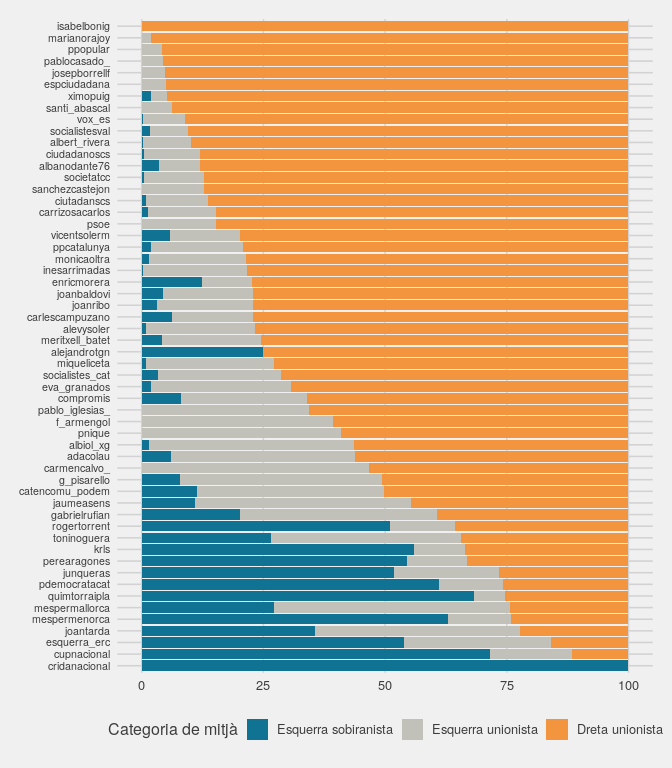 isabelbonig
marianorajoy
ppopular
pablocasado_
josepborrellf
espciudadana
ximopuig
santi_abascal
vox_es
socialistesval
albert_rivera
ciudadanoscs
albanodante76
societatcc
sanchezcastejon
ciutadanscs
carrizosacarlos
psoe
vicentsolerm
ppcatalunya
monicaoltra
inesarrimadas
enricmorera
joanbaldovi
joanribo
carlescampuzano
alevysoler
meritxell_batet
alejandrotgn
miqueliceta
socialistes_cat
eva_granados
compromis
pablo_iglesias_
f_armengol
pnique
albiol_xg
adacolau
carmencalvo_
g_pisarello
catencomu_podem
jaumeasens
gabrielrufian
rogertorrent
toninoguera
krls
perearagones
junqueras
pdemocratacat
quimtorraipla
mespermallorca
mespermenorca
joantarda
esquerra_erc
cupnacional
cridanacional
0 25 50 75 100
Categoria de mitjà Esquerra sobiranista Esquerra unionista Dreta unionista